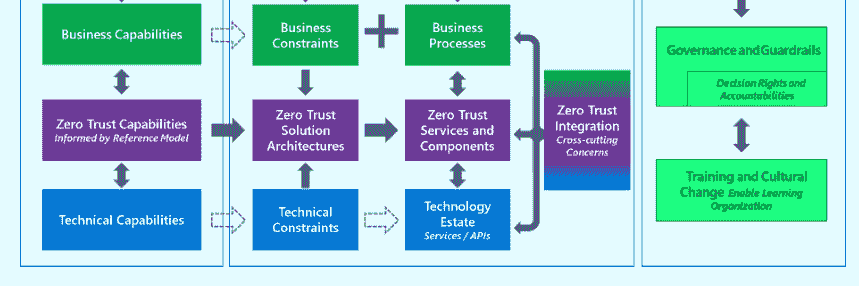 Business Capabilities
Zero Trust Capabilities
Informed by Reference Model
Technical Capabilities
Business
Constraints
Business
Processes
Zero Trust
Solution
Architectures
Zero Trust
Services and
Components
Technical
Constraints
Technology
Estate
Services / APIs
Zero Trust
Integration
Cross-cutting
Concerns
Governance and Guardrails
Decision Rights and
Accountabilities
Training and Cultural
Change Enable Learning
Organization